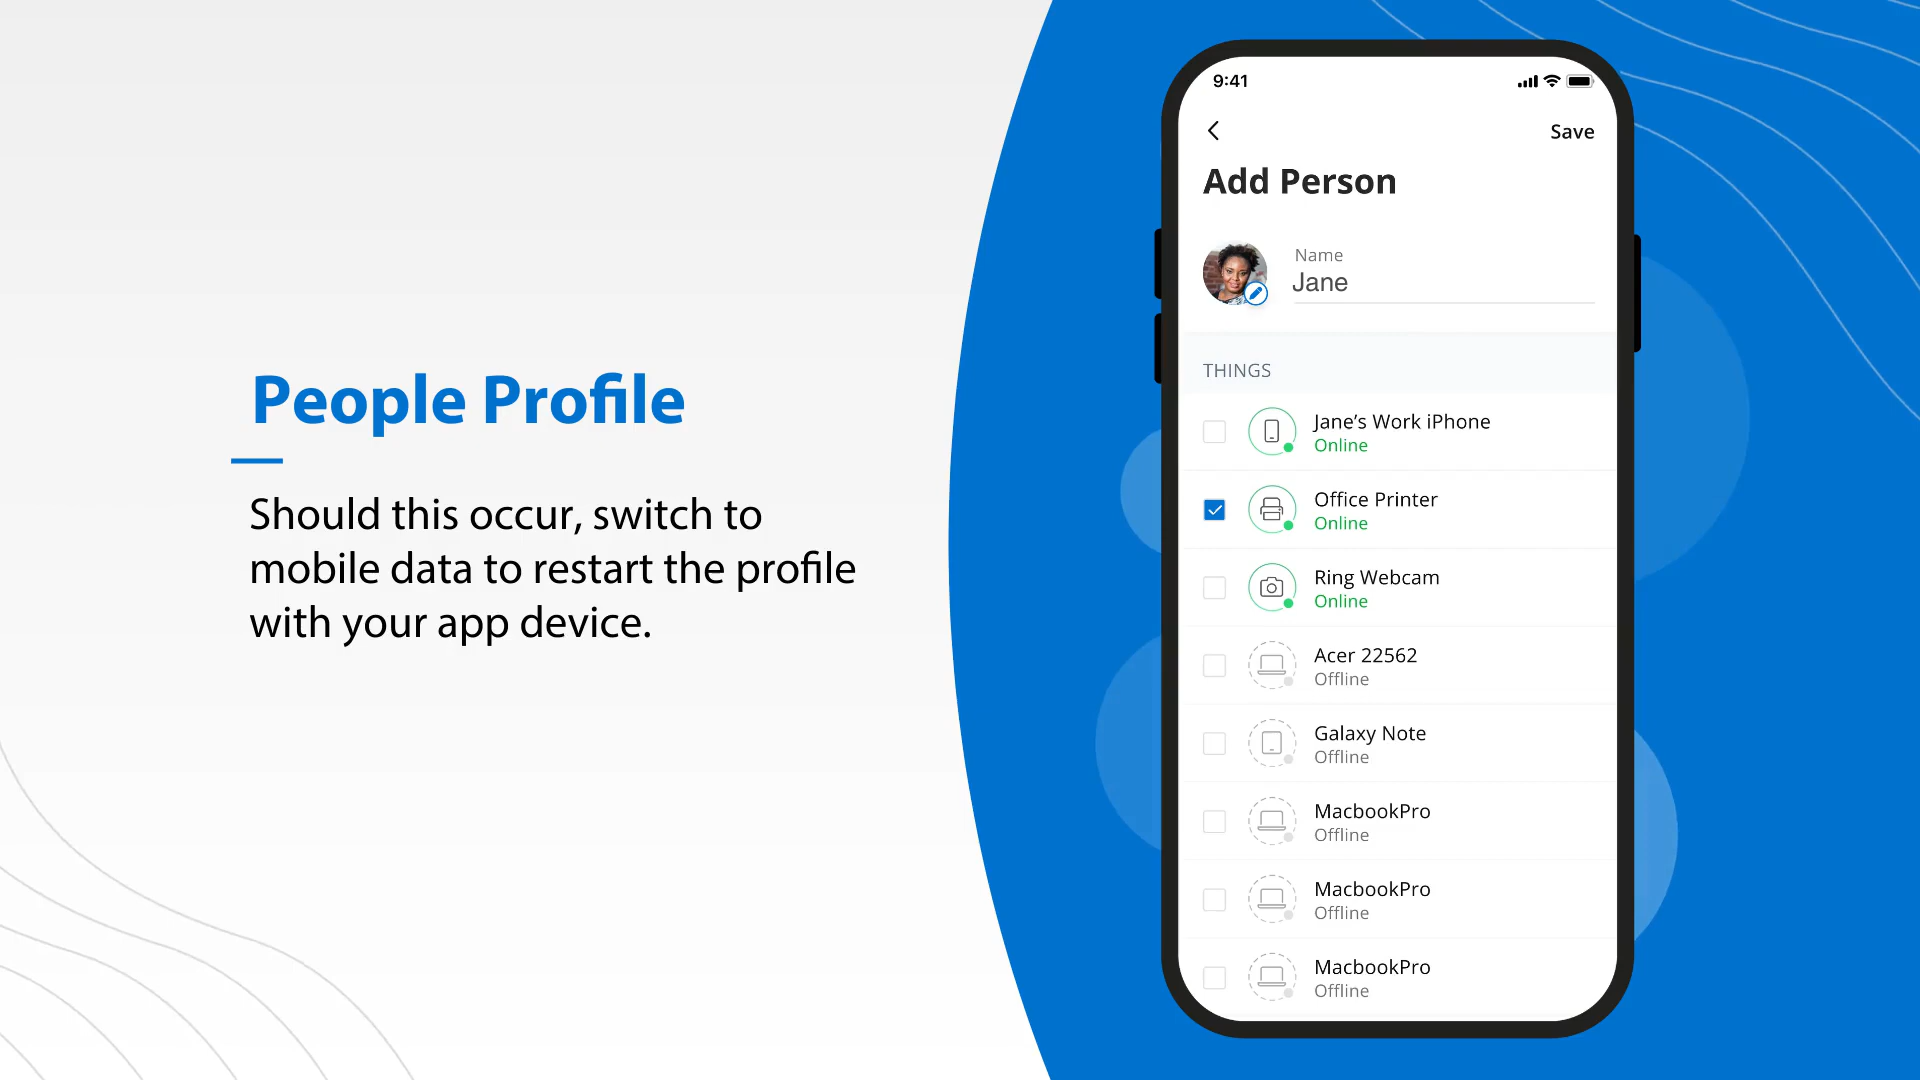 People Profile
Should this occur, switch to
mobile data to restart the profile
with your app device.
9:41
Save
Add Person
Name
Jane
THINGS
Jane’s Work iPhone
Online
Office Printer
Online
Ring Webcam
Online
Acer 22562
Offline
Galaxy Note
Offline
MacbookPro
Offline
MacbookPro
Offline
MacbookPro
Offline